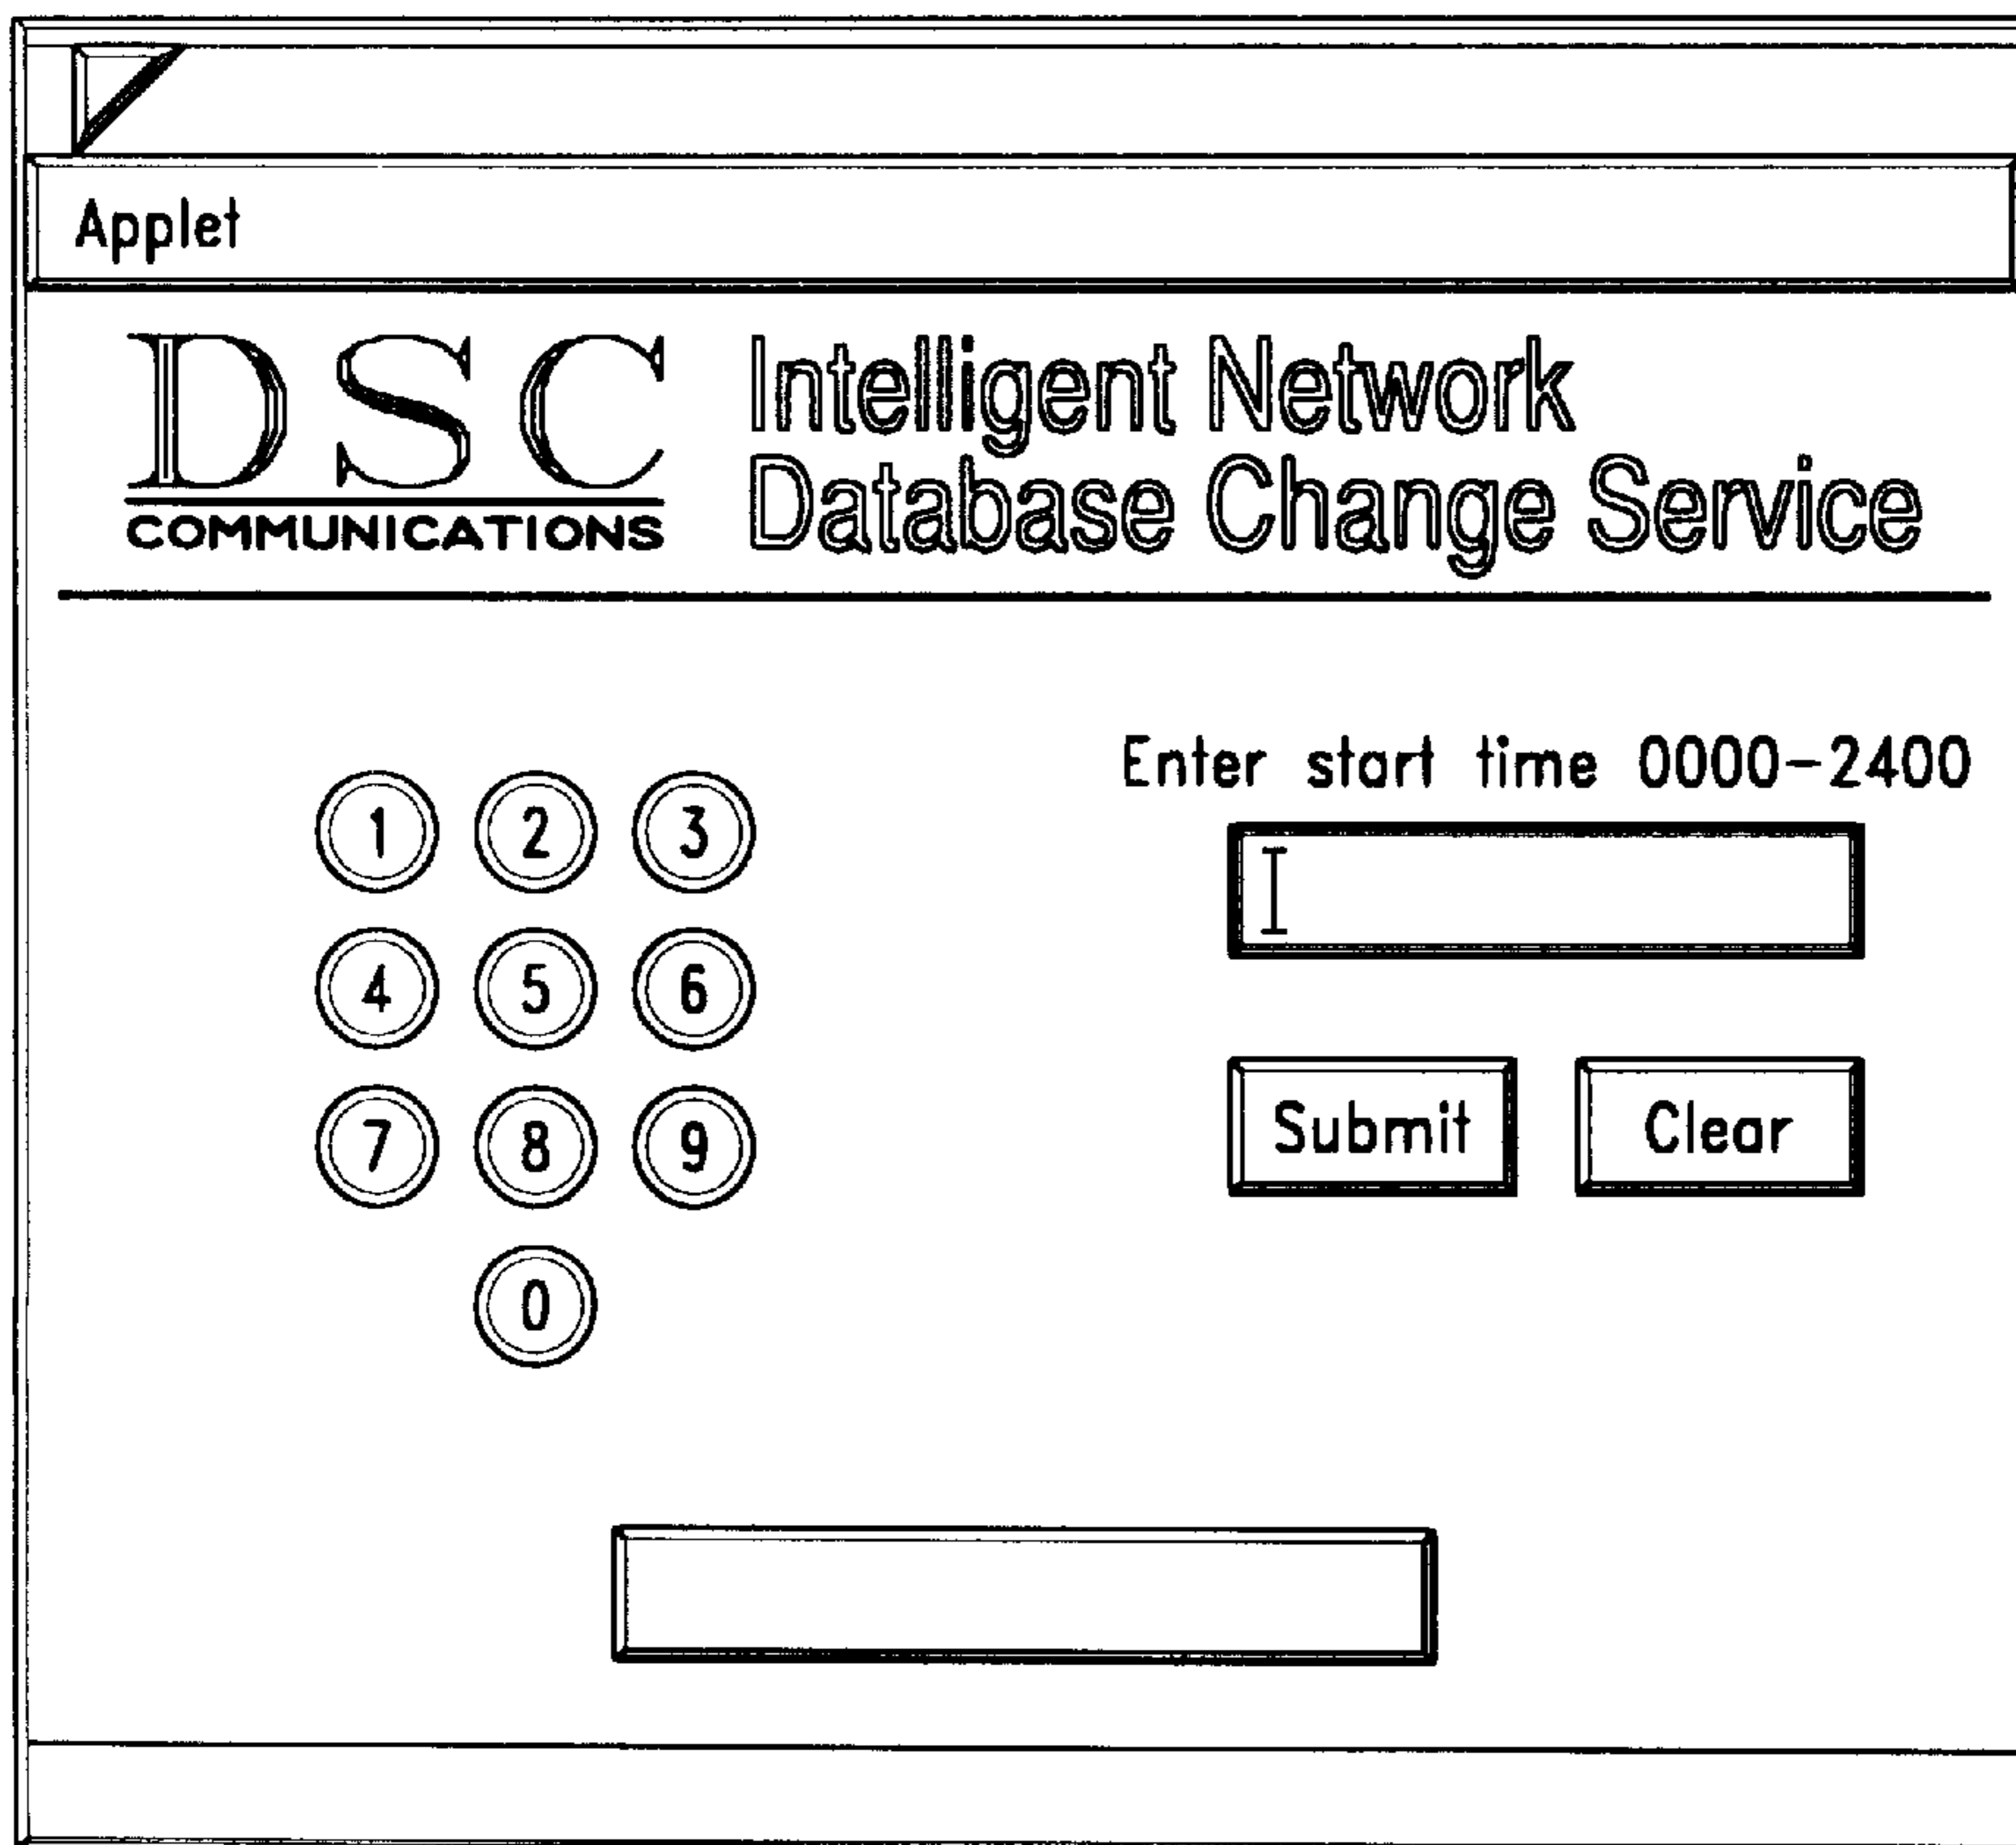 Applet
DSC
COMMUNICATIONS
Intelligent Network
Database Change Service
Enter start time 0000-2400
1 2 3
4 5 6
7 8 9
0
Submit Clear